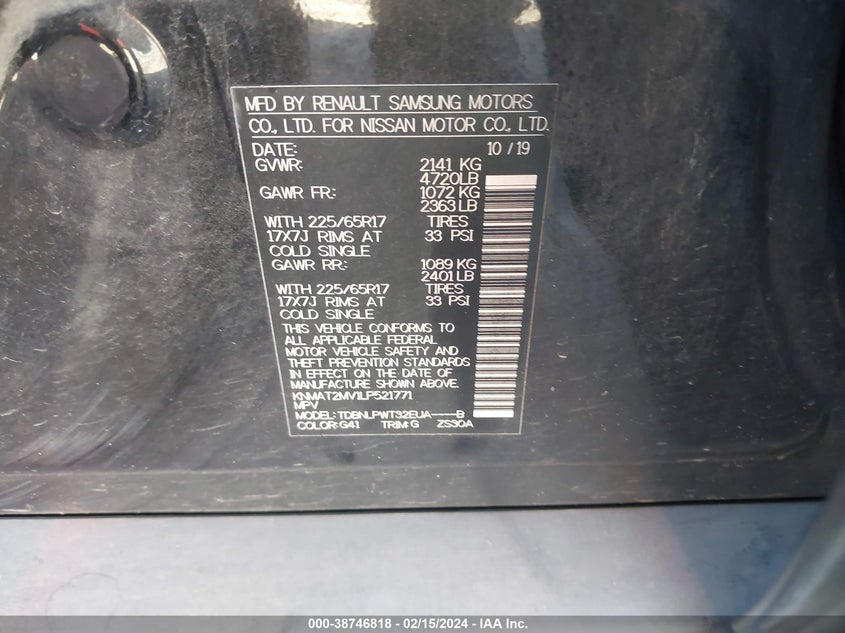 MFD BY RENAULT SAMSUNG MOTORS
CO., LTD. FOR NISSAN MOTOR CO., LTD.
DATE: 10 / 19
GVWR: 2141 KG
4720LB
GAWR FR: 1072 KG
2363 LB
WITH 225/65R17 TIRES
17X7J RIMS AT 33 PSI
COLD SINGLE
GAWR RR: 1089 KG
2401 LB
WITH 225/65R17 TIRES
17X7J RIMS AT 33 PSI
COLD SINGLE
THIS VEHICLE CONFORMS TO
ALL APPLICABLE FEDERAL
MOTOR VEHICLE SAFETY AND
THEFT PREVENTION STANDARDS
IN EFFECT ON THE DATE OF
MANUFACTURE SHOWN ABOVE.
KNMAT2MV1LP521771
MPV
MODEL: TDBNLPWT32EUA----B
COLOR: G41 TRIM: G ZS30A
000-38746818 - 02/15/2024 - IAA Inc.